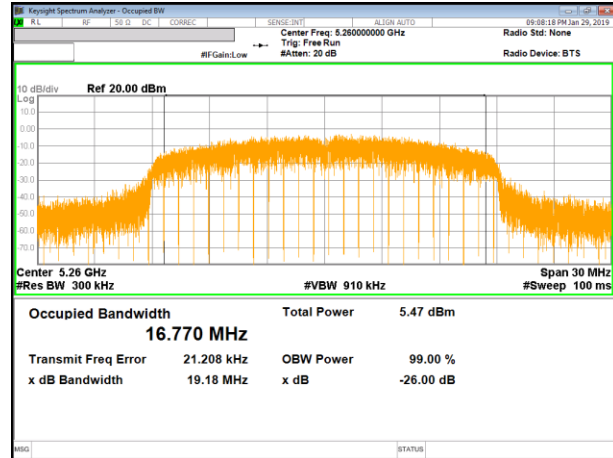 Keysight Spectrum Analyzer - Occupied BW
RL RF 50 Ω DC CORREC SENSE:INT ALIGN AUTO 09:08:18 PM Jan 29, 2019
Center Freq: 5.260000000 GHz Radio Std: None
Trig: Free Run
#IFGain:Low #Atten: 20 dB Radio Device: BTS
10 dB/div Ref 20.00 dBm
Log
10.0
0.00
-10.0
-20.0
-30.0
-40.0
-50.0
-60.0
-70.0
Center 5.26 GHz Span 30 MHz
#Res BW 300 kHz #VBW 910 kHz #Sweep 100 ms
Occupied Bandwidth Total Power 5.47 dBm
16.770 MHz
Transmit Freq Error 21.208 kHz OBW Power 99.00 %
x dB Bandwidth 19.18 MHz x dB -26.00 dB
MSG STATUS